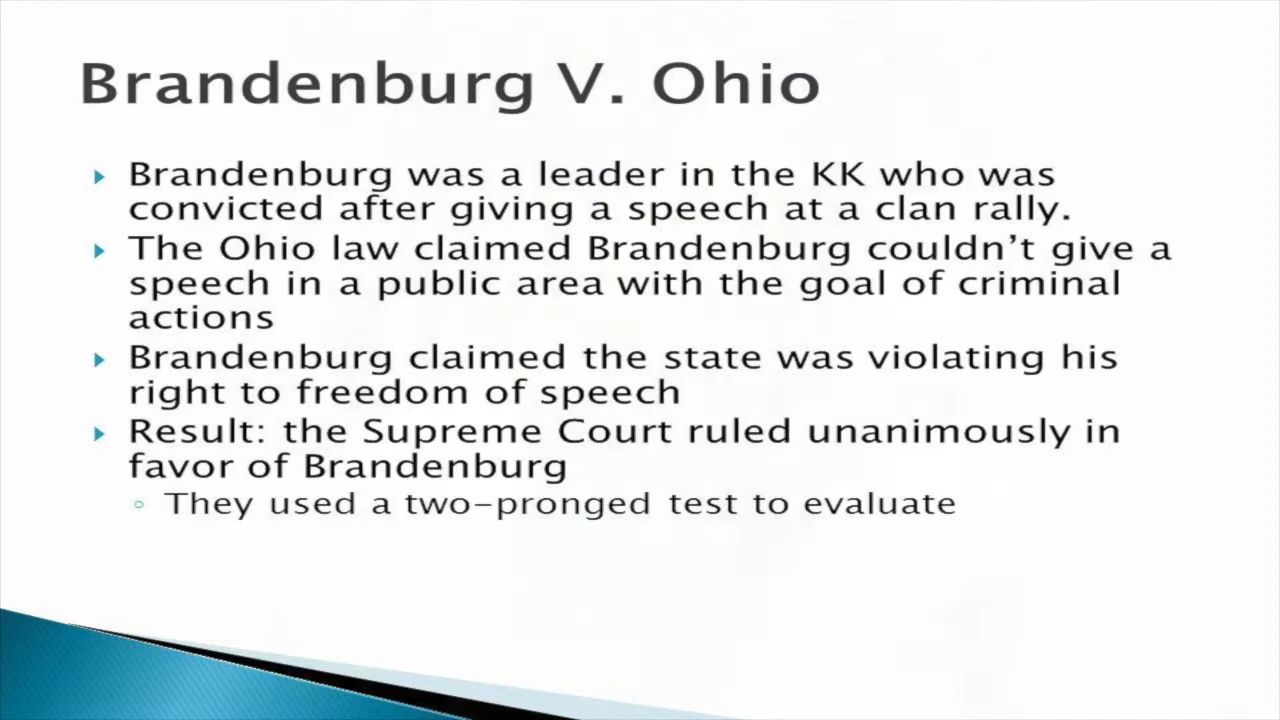 Brandenburg V. Ohio
Brandenburg was a leader in the KK who was
convicted after giving a speech at a clan rally.
The Ohio law claimed Brandenburg couldn't give a
speech in a public area with the goal of criminal
actions
Brandenburg claimed the state was violating his
right to freedom of speech
Result: the Supreme Court ruled unanimously in
favor of Brandenburg
They used a two-pronged test to evaluate